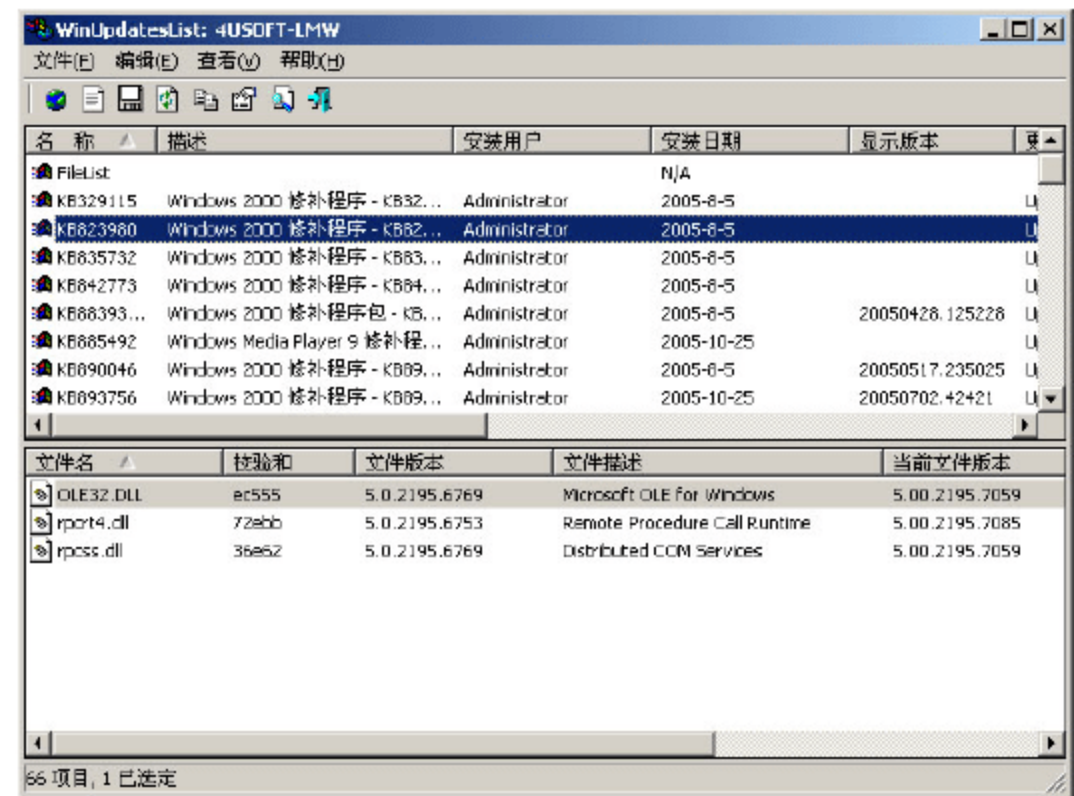 WinUpdatesList: 4USOFT-LMW
文件(F) 编辑(E) 查看(V) 帮助(H)
名 称 描述 安装用户 安装日期 显示版本
FileList N/A
KB329115 Windows 2000 修补程序 - KB32... Administrator 2005-8-5
KB823980 Windows 2000 修补程序 - KB82... Administrator 2005-8-5
KB835732 Windows 2000 修补程序 - KB83... Administrator 2005-8-5
KB842773 Windows 2000 修补程序 - KB84... Administrator 2005-8-5
KB88393... Windows 2000 修补程序包 - KB... Administrator 2005-8-5 20050428.125228
KB885492 Windows Media Player 9 修补程... Administrator 2005-10-25
KB890046 Windows 2000 修补程序 - KB89... Administrator 2005-8-5 20050517.235025
KB893756 Windows 2000 修补程序 - KB89... Administrator 2005-10-25 20050702.42421
文件名 校验和 文件版本 文件描述 当前文件版本
OLE32.DLL ec555 5.0.2195.6769 Microsoft OLE for Windows 5.00.2195.7059
rpcrt4.dll 72ebb 5.0.2195.6753 Remote Procedure Call Runtime 5.00.2195.7085
rpcss.dll 36e62 5.0.2195.6769 Distributed COM Services 5.00.2195.7059
66 项目, 1 已选定